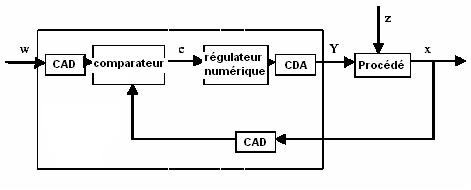 z
w
e
Y
x
CAD
comparateur
régulateur
numérique
CDA
Procédé
CAD